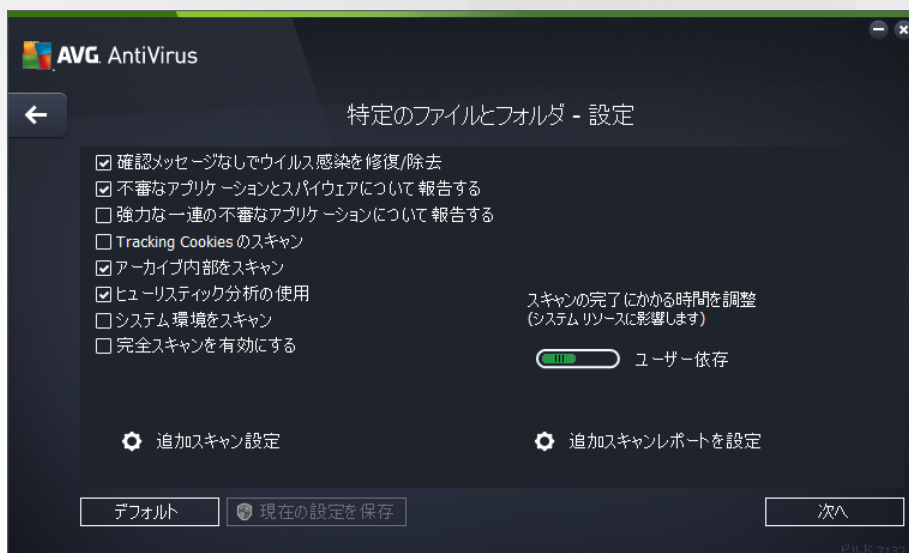 AVG. AntiVirus
特定のファイルとフォルダ - 設定
確認メッセージなしでウイルス感染を修復/除去
不審なアプリケーションとスパイウェアについて報告する
強力な一連の不審なアプリケーションについて報告する
Tracking Cookies のスキャン
アーカイブ内部をスキャン
ヒューリスティック分析の使用
システム環境をスキャン
完全スキャンを有効にする
スキャンの完了にかかる時間を調整
(システム リソースに影響します)
ユーザー依存
追加スキャン設定
追加スキャンレポートを設定
デフォルト
現在の設定を保存
次へ
ビルド 7132